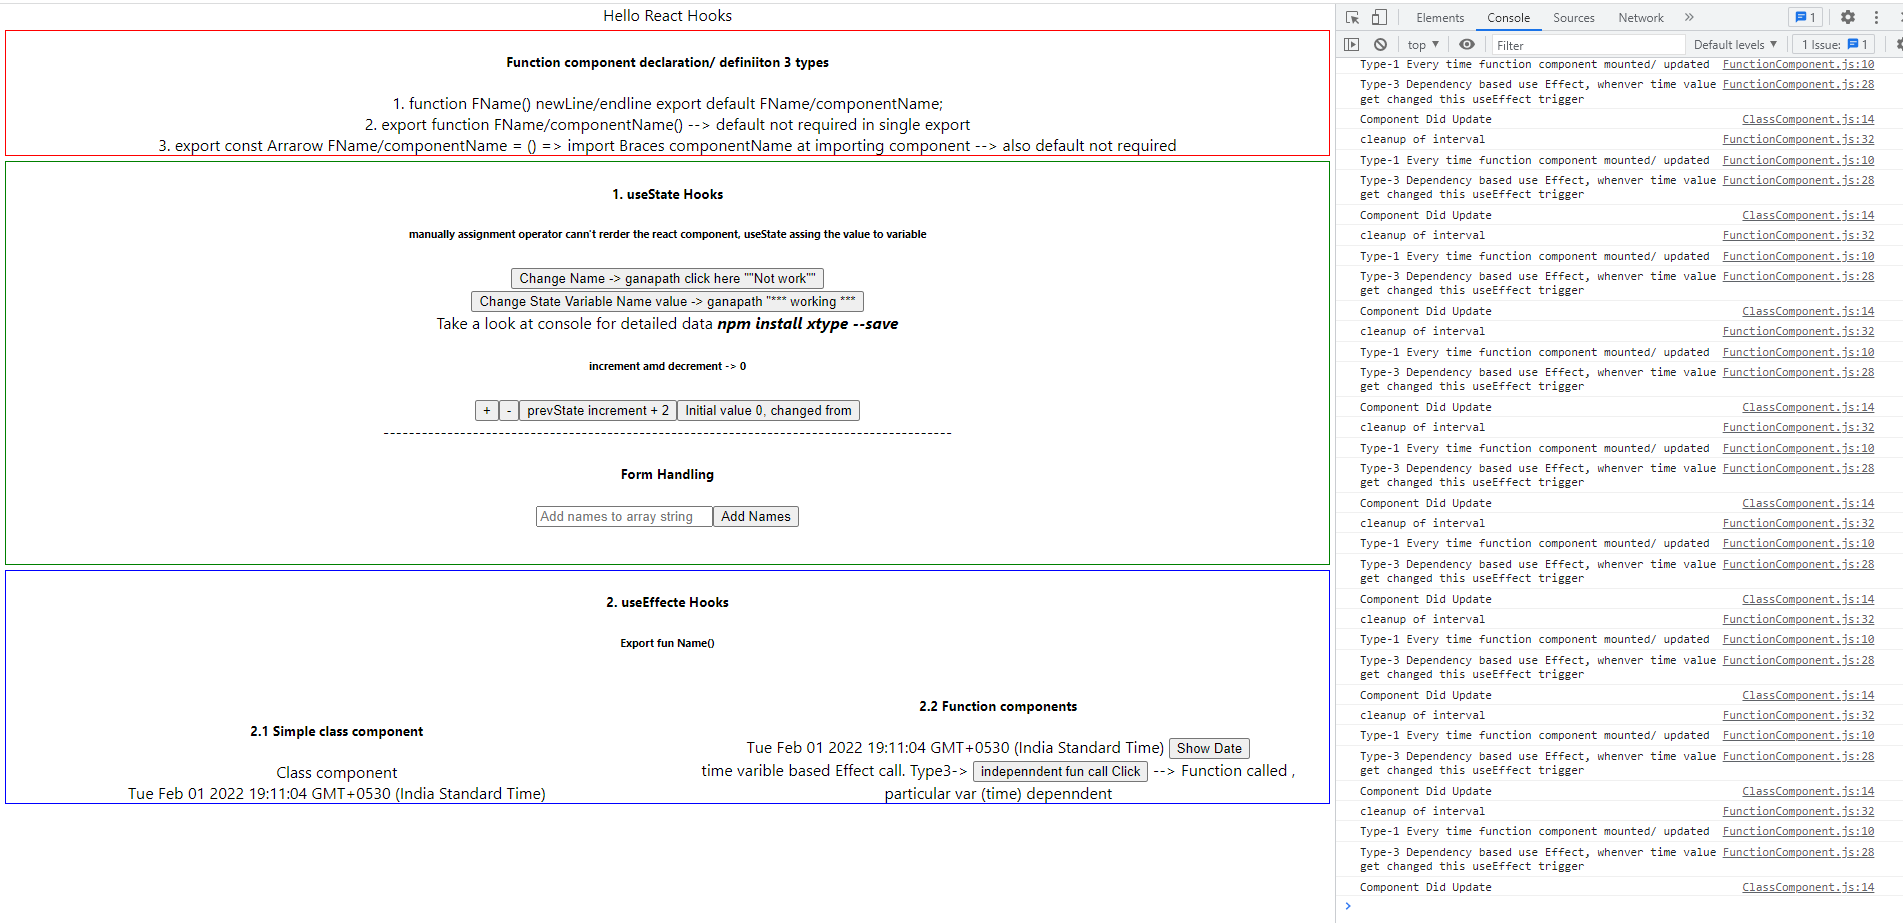 Hello React Hooks
Function component declaration/ definiiton 3 types
1. function FName() newLine/endline export default FName/componentName;
2. export function FName/componentName() --> default not required in single export
3. export const Arrarow FName/componentName = () => import Braces componentName at importing component --> also default not required
1. useState Hooks
manually assignment operator cann't rerder the react component, useState assing the value to variable
Change Name -> ganapath click here ""Not work""
Change State Variable Name value -> ganapath "*** working ***
Take a look at console for detailed data npm install xtype --save
increment amd decrement -> 0
+ - prevState increment + 2 Initial value 0, changed from
-----------------------------------------------------------------------------------------
Form Handling
Add names to array string Add Names
2. useEffecte Hooks
Export fun Name()
2.1 Simple class component
Class component
Tue Feb 01 2022 19:11:04 GMT+0530 (India Standard Time)
2.2 Function components
Tue Feb 01 2022 19:11:04 GMT+0530 (India Standard Time) Show Date
time varible based Effect call. Type3-> indepenndent fun call Click --> Function called ,
particular var (time) depenndent
Elements Console Sources Network 1
top Filter Default levels 1 Issue: 1
Type-1 Every time function component mounted/ updated FunctionComponent.js:10
Type-3 Dependency based use Effect, whenver time value FunctionComponent.js:28
get changed this useEffect trigger
Component Did Update ClassComponent.js:14
cleanup of interval FunctionComponent.js:32
Type-1 Every time function component mounted/ updated FunctionComponent.js:10
Type-3 Dependency based use Effect, whenver time value FunctionComponent.js:28
get changed this useEffect trigger
Component Did Update ClassComponent.js:14
cleanup of interval FunctionComponent.js:32
Type-1 Every time function component mounted/ updated FunctionComponent.js:10
Type-3 Dependency based use Effect, whenver time value FunctionComponent.js:28
get changed this useEffect trigger
Component Did Update ClassComponent.js:14
cleanup of interval FunctionComponent.js:32
Type-1 Every time function component mounted/ updated FunctionComponent.js:10
Type-3 Dependency based use Effect, whenver time value FunctionComponent.js:28
get changed this useEffect trigger
Component Did Update ClassComponent.js:14
cleanup of interval FunctionComponent.js:32
Type-1 Every time function component mounted/ updated FunctionComponent.js:10
Type-3 Dependency based use Effect, whenver time value FunctionComponent.js:28
get changed this useEffect trigger
Component Did Update ClassComponent.js:14
cleanup of interval FunctionComponent.js:32
Type-1 Every time function component mounted/ updated FunctionComponent.js:10
Type-3 Dependency based use Effect, whenver time value FunctionComponent.js:28
get changed this useEffect trigger
Component Did Update ClassComponent.js:14
cleanup of interval FunctionComponent.js:32
Type-1 Every time function component mounted/ updated FunctionComponent.js:10
Type-3 Dependency based use Effect, whenver time value FunctionComponent.js:28
get changed this useEffect trigger
Component Did Update ClassComponent.js:14
cleanup of interval FunctionComponent.js:32
Type-1 Every time function component mounted/ updated FunctionComponent.js:10
Type-3 Dependency based use Effect, whenver time value FunctionComponent.js:28
get changed this useEffect trigger
Component Did Update ClassComponent.js:14
cleanup of interval FunctionComponent.js:32
Type-1 Every time function component mounted/ updated FunctionComponent.js:10
Type-3 Dependency based use Effect, whenver time value FunctionComponent.js:28
get changed this useEffect trigger
Component Did Update ClassComponent.js:14